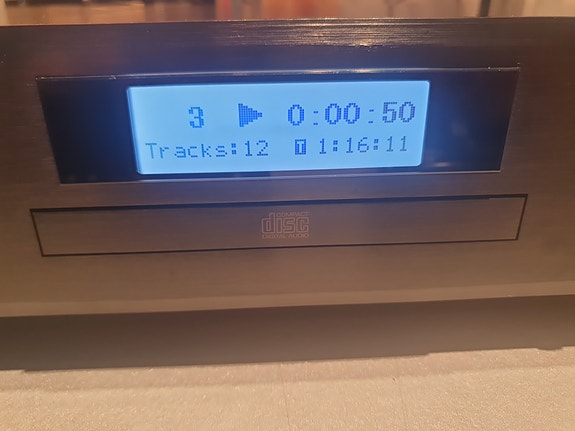 3 ▶ 0:00:50
Tracks:12 T 1:16:11
COMPACT
disc
DIGITAL AUDIO